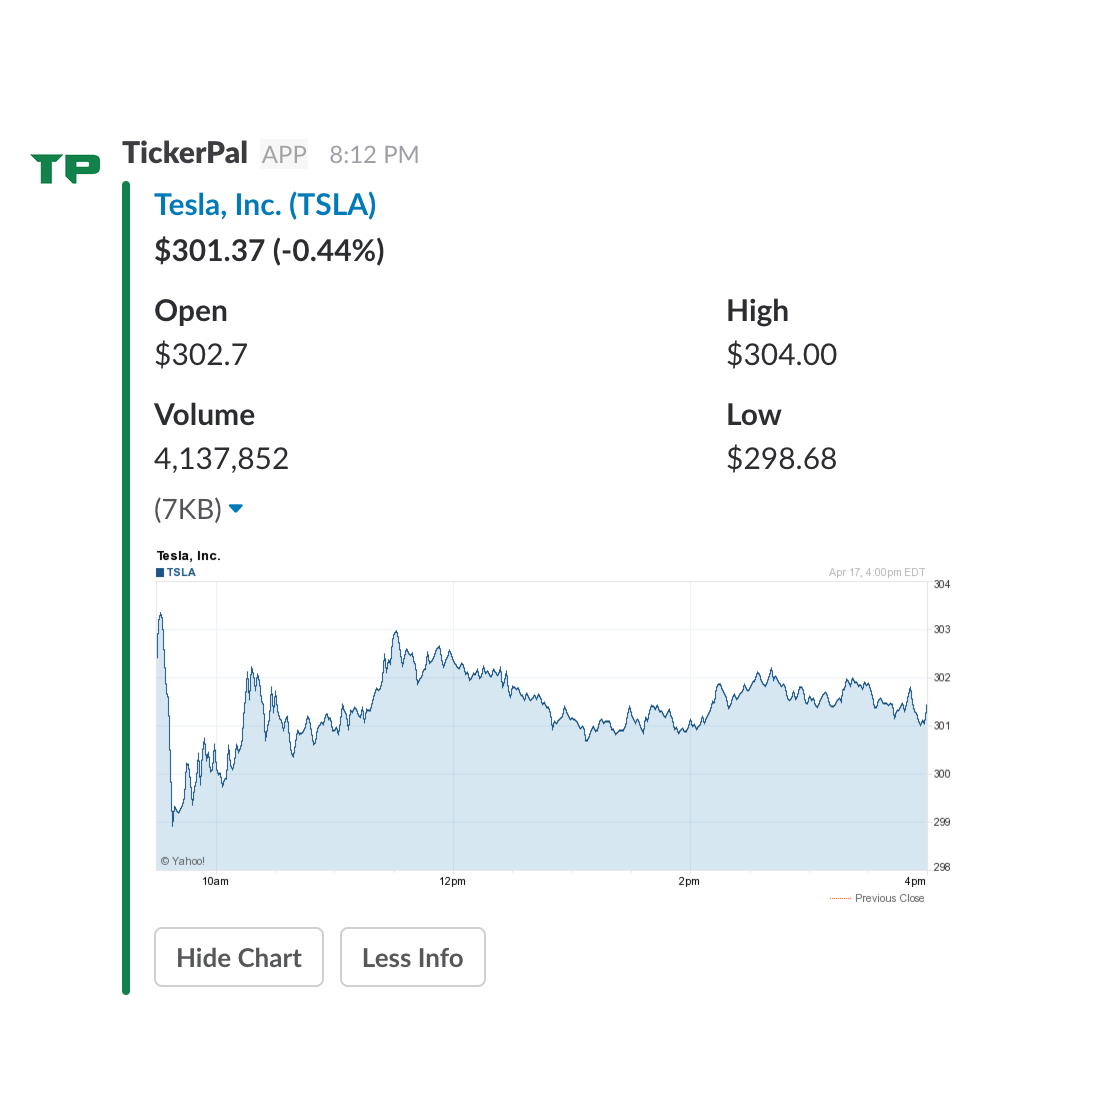 TP
TickerPal APP 8:12 PM
Tesla, Inc. (TSLA)
$301.37 (-0.44%)
Open
$302.7
High
$304.00
Volume
4,137,852
Low
$298.68
(7KB)
Tesla, Inc.
TSLA
Apr 17, 4:00pm EDT
304
303
302
301
300
299
298
© Yahoo!
10am 12pm 2pm 4pm
Previous Close
Hide Chart Less Info